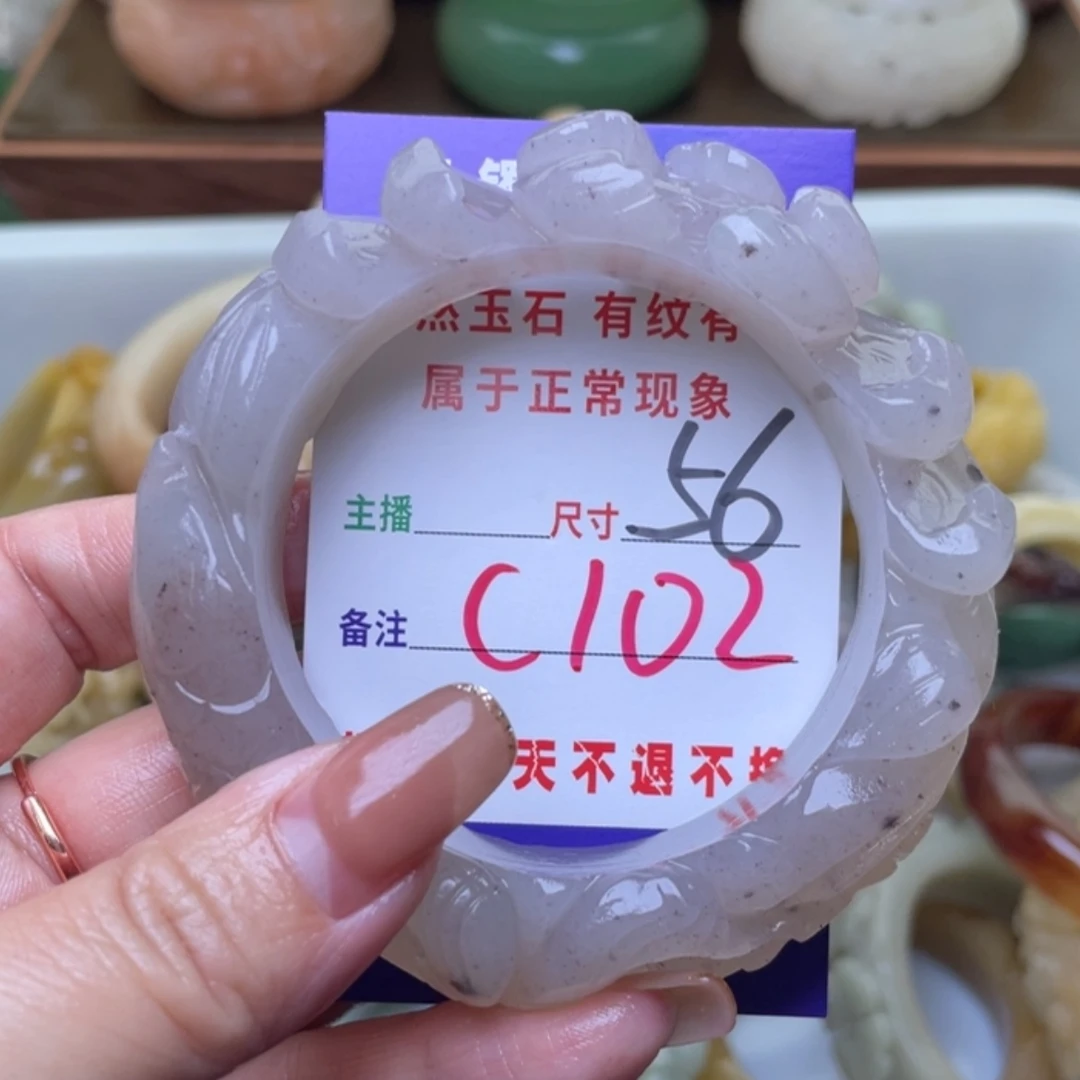 玉石 有纹有
属于正常现象
主播 尺寸 56
备注 C102
天不退不换